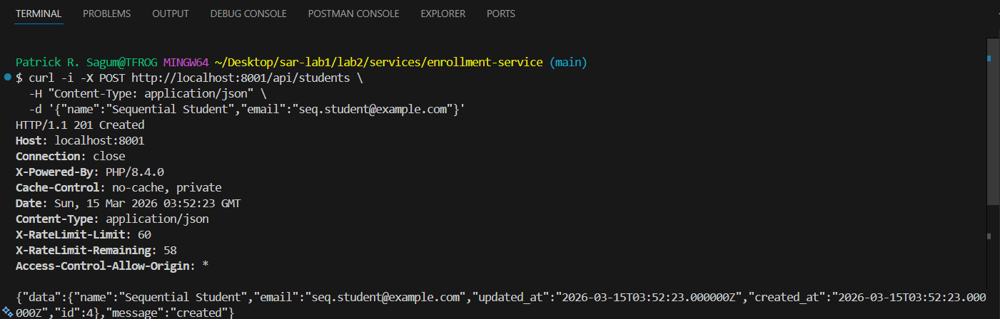 TERMINAL PROBLEMS OUTPUT DEBUG CONSOLE POSTMAN CONSOLE EXPLORER PORTS
Patrick R. Sagum@TFROG MINGW64 ~/Desktop/sar-lab1/lab2/services/enrollment-service (main)
$ curl -i -X POST http://localhost:8001/api/students \
  -H "Content-Type: application/json" \
  -d '{"name":"Sequential Student","email":"seq.student@example.com"}'
HTTP/1.1 201 Created
Host: localhost:8001
Connection: close
X-Powered-By: PHP/8.4.0
Cache-Control: no-cache, private
Date: Sun, 15 Mar 2026 03:52:23 GMT
Content-Type: application/json
X-RateLimit-Limit: 60
X-RateLimit-Remaining: 58
Access-Control-Allow-Origin: *
{"data":{"name":"Sequential Student","email":"seq.student@example.com","updated_at":"2026-03-15T03:52:23.000000Z","created_at":"2026-03-15T03:52:23.000
000Z","id":4},"message":"created"}